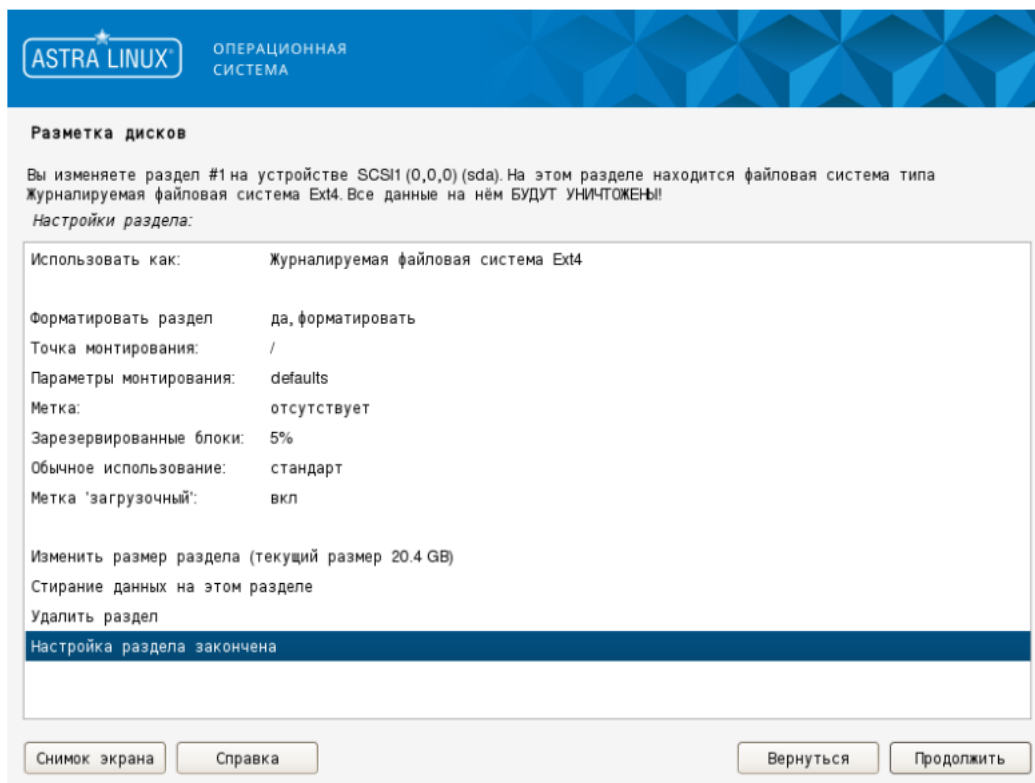 ASTRA LINUX®
ОПЕРАЦИОННАЯ
СИСТЕМА
Разметка дисков
Вы изменяете раздел #1 на устройстве SCSI1 (0,0,0) (sda). На этом разделе находится файловая система типа
Журналируемая файловая система Ext4. Все данные на нём БУДУТ УНИЧТОЖЕНЫ!
Настройки раздела:
Использовать как: Журналируемая файловая система Ext4
Форматировать раздел да, форматировать
Точка монтирования: /
Параметры монтирования: defaults
Метка: отсутствует
Зарезервированные блоки: 5%
Обычное использование: стандарт
Метка 'загрузочный': вкл
Изменить размер раздела (текущий размер 20.4 GB)
Стирание данных на этом разделе
Удалить раздел
Настройка раздела закончена
Снимок экрана Справка Вернуться Продолжить